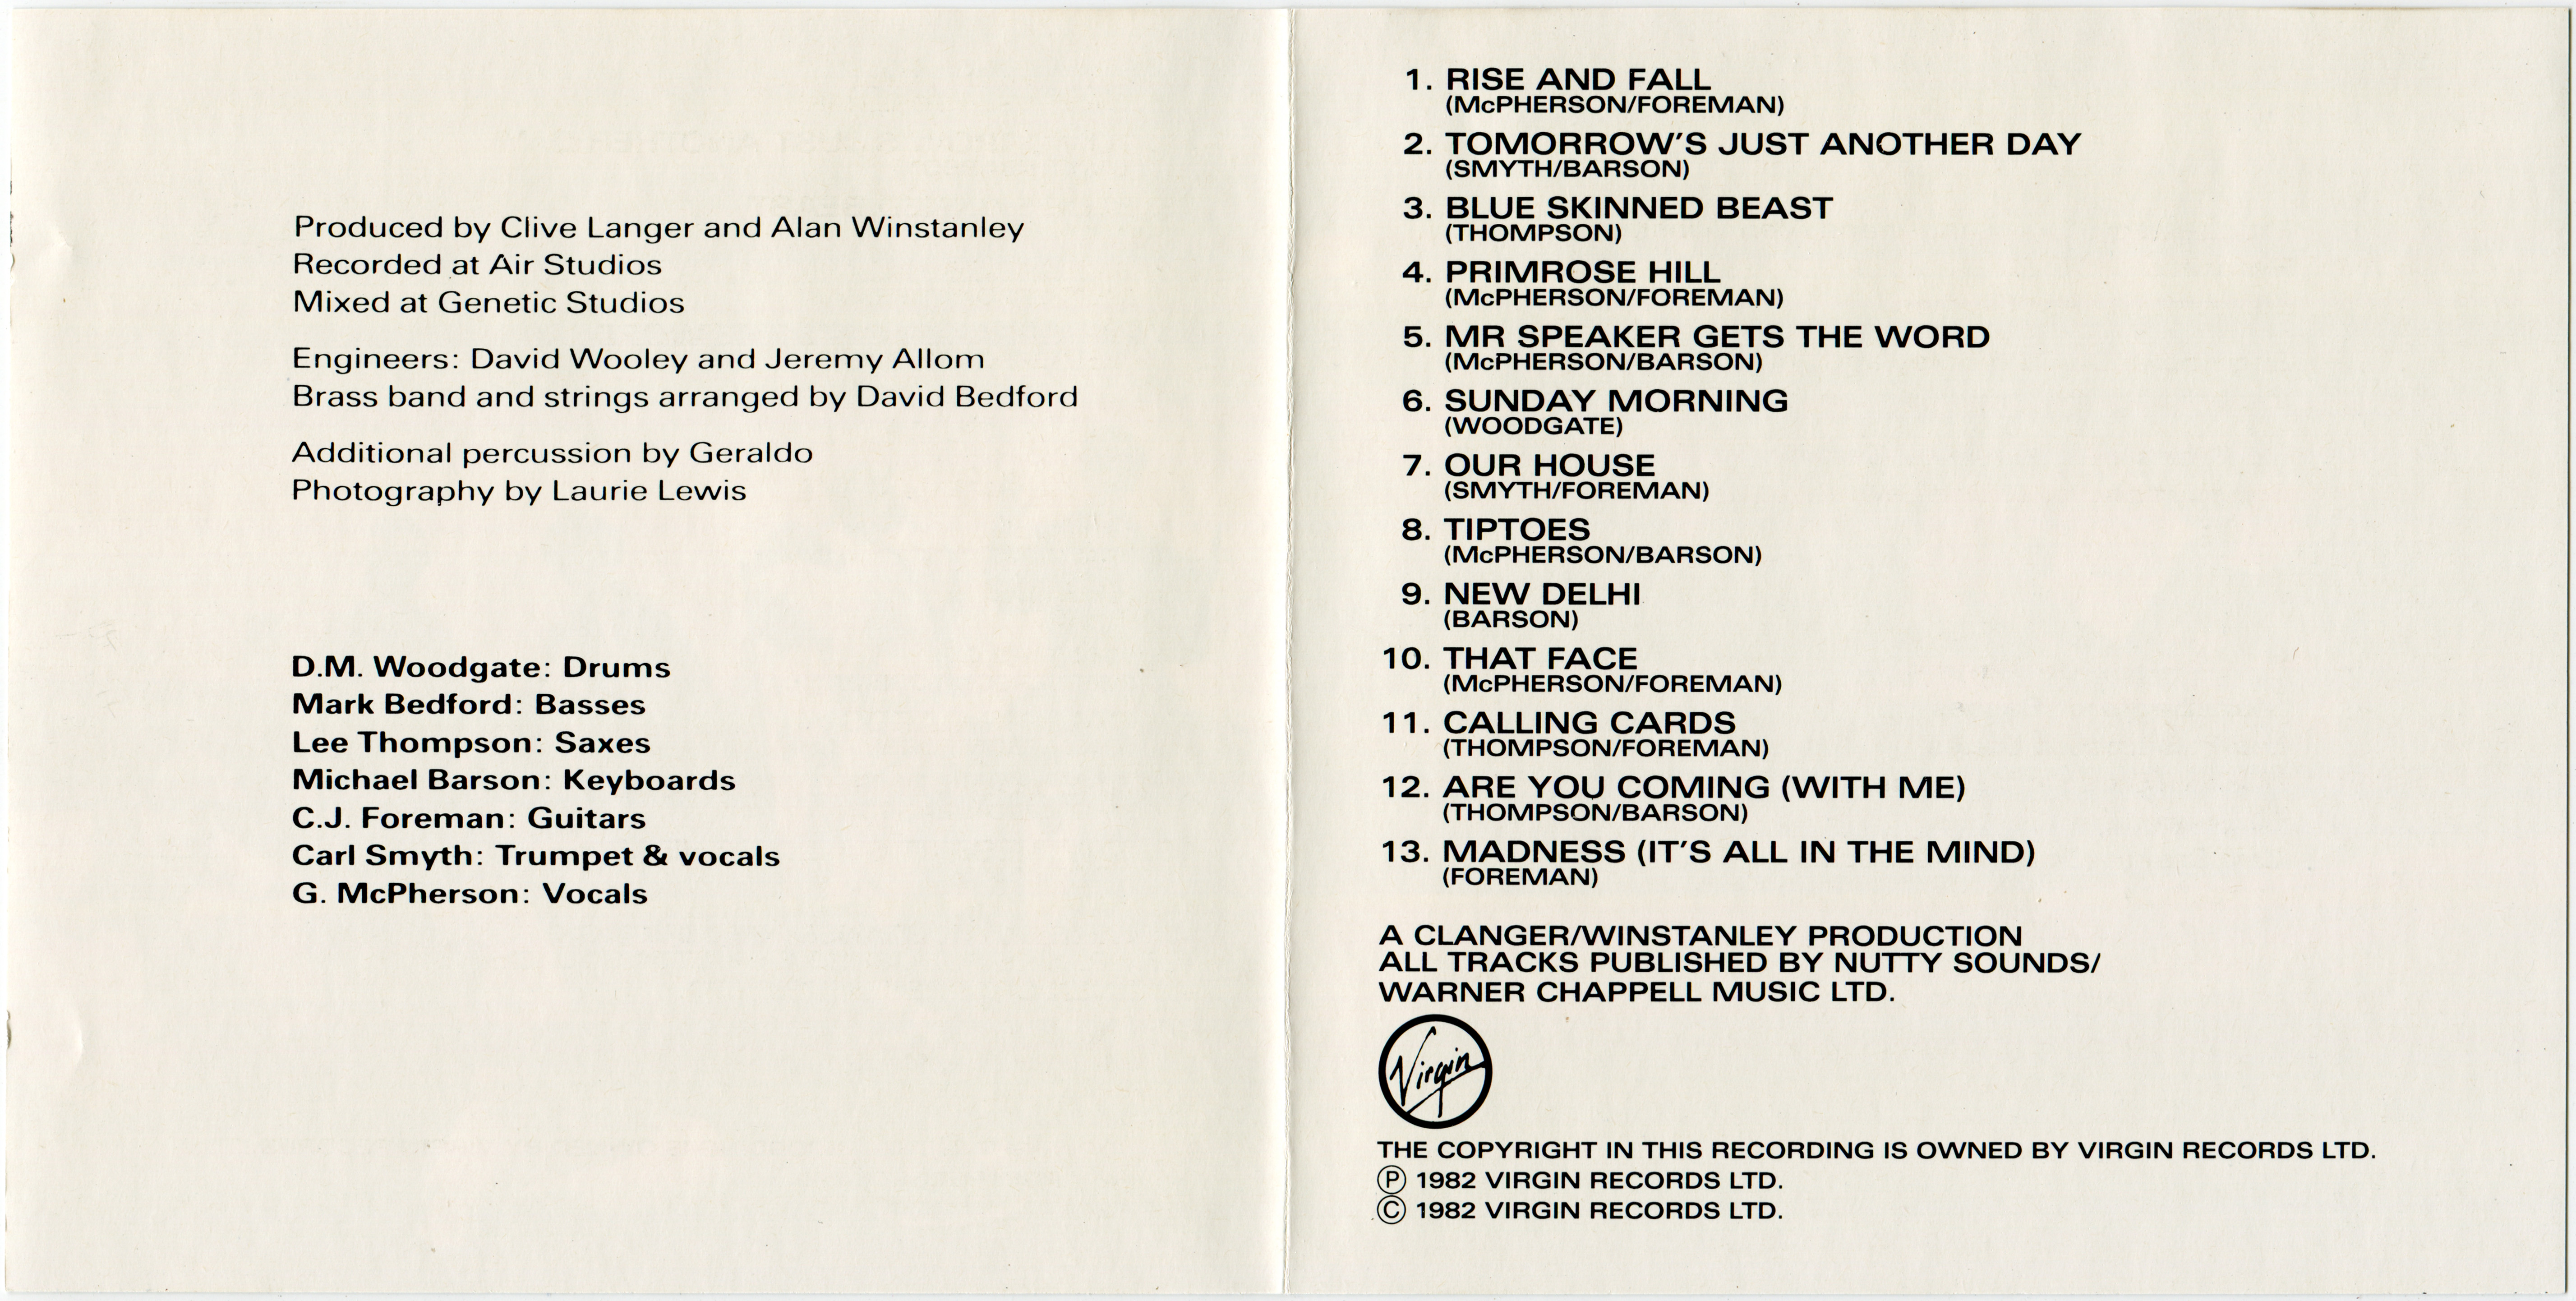 Produced by Clive Langer and Alan Winstanley
Recorded at Air Studios
Mixed at Genetic Studios
Engineers: David Wooley and Jeremy Allom
Brass band and strings arranged by David Bedford
Additional percussion by Geraldo
Photography by Laurie Lewis
D.M. Woodgate: Drums
Mark Bedford: Basses
Lee Thompson: Saxes
Michael Barson: Keyboards
C.J. Foreman: Guitars
Carl Smyth: Trumpet & vocals
G. McPherson: Vocals
1. RISE AND FALL
(McPHERSON/FOREMAN)
2. TOMORROW'S JUST ANOTHER DAY
(SMYTH/BARSON)
3. BLUE SKINNED BEAST
(THOMPSON)
4. PRIMROSE HILL
(McPHERSON/FOREMAN)
5. MR SPEAKER GETS THE WORD
(McPHERSON/BARSON)
6. SUNDAY MORNING
(WOODGATE)
7. OUR HOUSE
(SMYTH/FOREMAN)
8. TIPTOES
(McPHERSON/BARSON)
9. NEW DELHI
(BARSON)
10. THAT FACE
(McPHERSON/FOREMAN)
11. CALLING CARDS
(THOMPSON/FOREMAN)
12. ARE YOU COMING (WITH ME)
(THOMPSON/BARSON)
13. MADNESS (IT'S ALL IN THE MIND)
(FOREMAN)
A CLANGER/WINSTANLEY PRODUCTION
ALL TRACKS PUBLISHED BY NUTTY SOUNDS/
WARNER CHAPPELL MUSIC LTD.
Virgin
THE COPYRIGHT IN THIS RECORDING IS OWNED BY VIRGIN RECORDS LTD.
Ⓟ 1982 VIRGIN RECORDS LTD.
© 1982 VIRGIN RECORDS LTD.